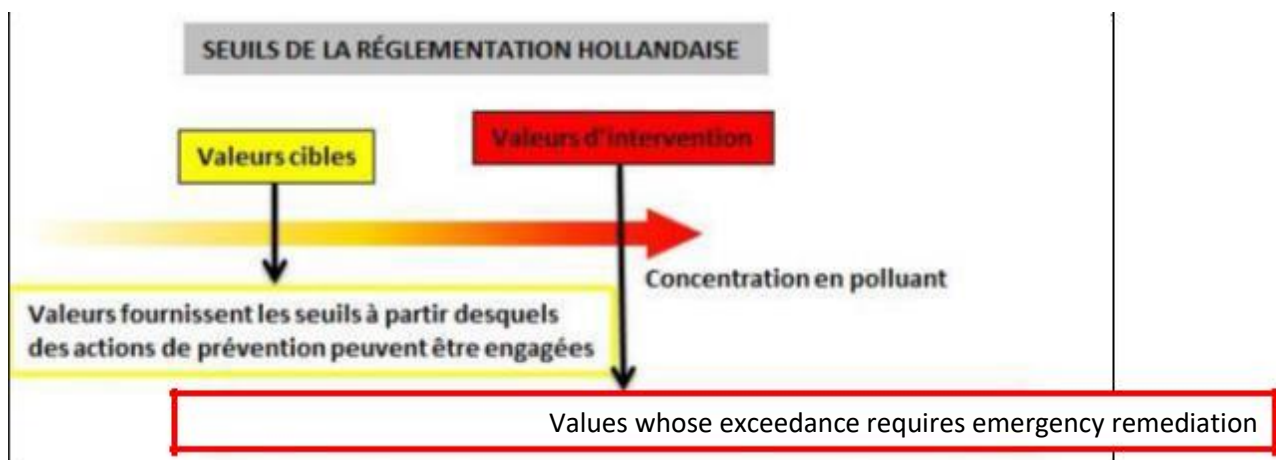 SEUILS DE LA RÉGLEMENTATION HOLLANDAISE
Valeurs cibles
Valeurs d'intervention
Concentration en polluant
Valeurs fournissent les seuils à partir desquels
des actions de prévention peuvent être engagées
Values whose exceedance requires emergency remediation